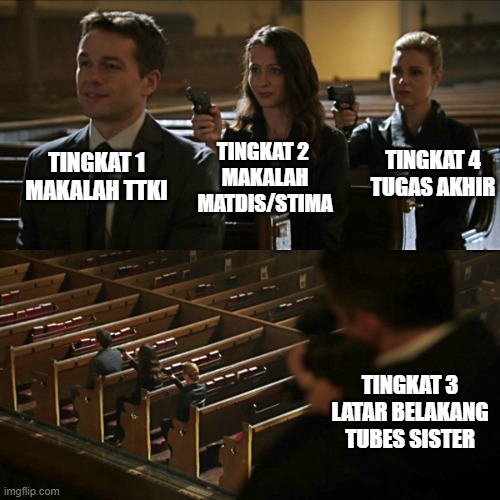 TINGKAT 1
MAKALAH TTKI
TINGKAT 2
MAKALAH
MATDIS/STIMA
TINGKAT 4
TUGAS AKHIR
TINGKAT 3
LATAR BELAKANG
TUBES SISTER
imgflip.com